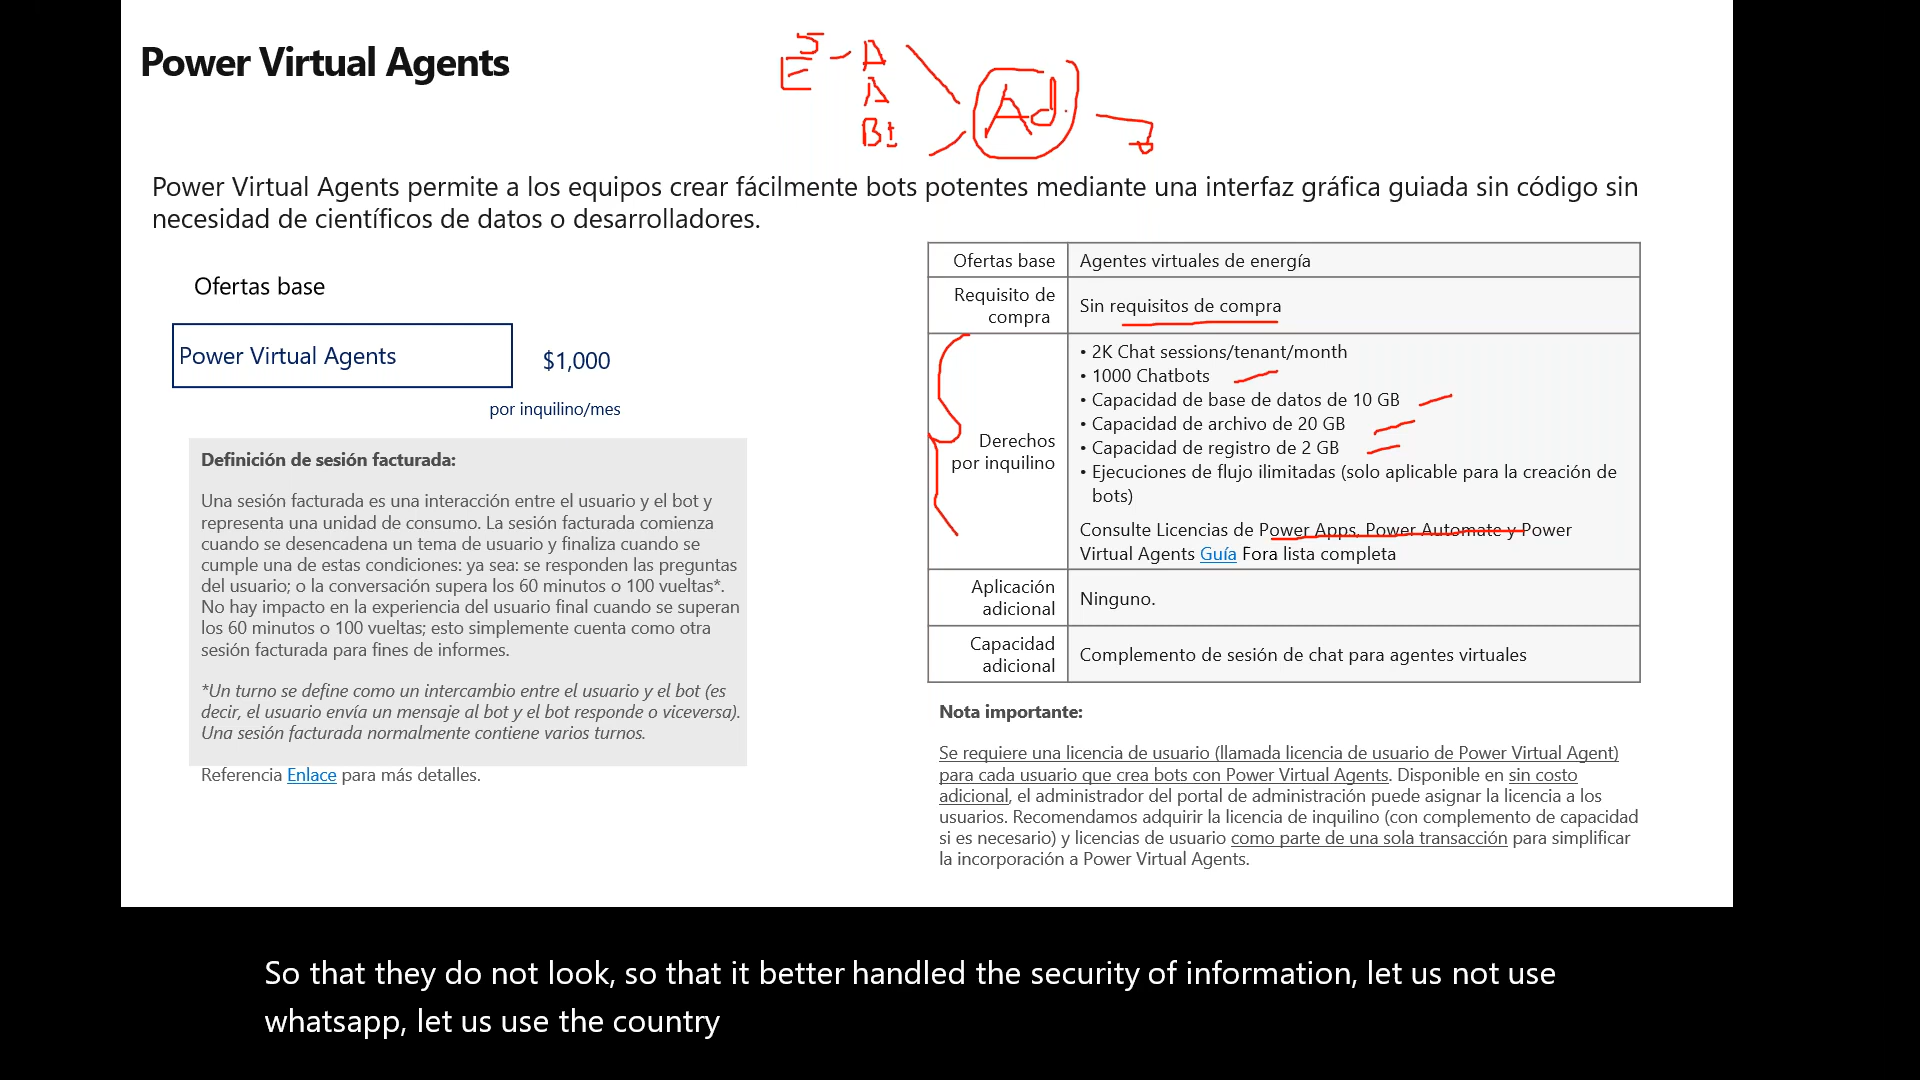 Power Virtual Agents
E5 - A
A
BI
Ad
Power Virtual Agents permite a los equipos crear fácilmente bots potentes mediante una interfaz gráfica guiada sin código sin
necesidad de científicos de datos o desarrolladores.
Ofertas base
Power Virtual Agents
$1,000
por inquilino/mes
Definición de sesión facturada:
Una sesión facturada es una interacción entre el usuario y el bot y
representa una unidad de consumo. La sesión facturada comienza
cuando se desencadena un tema de usuario y finaliza cuando se
cumple una de estas condiciones: ya sea: se responden las preguntas
del usuario; o la conversación supera los 60 minutos o 100 vueltas*.
No hay impacto en la experiencia del usuario final cuando se superan
los 60 minutos o 100 vueltas; esto simplemente cuenta como otra
sesión facturada para fines de informes.
*Un turno se define como un intercambio entre el usuario y el bot (es
decir, el usuario envía un mensaje al bot y el bot responde o viceversa).
Una sesión facturada normalmente contiene varios turnos.
Referencia Enlace para más detalles.
Ofertas base
Agentes virtuales de energía
Requisito de
compra
Sin requisitos de compra
Derechos
por inquilino
• 2K Chat sessions/tenant/month
• 1000 Chatbots
• Capacidad de base de datos de 10 GB
• Capacidad de archivo de 20 GB
• Capacidad de registro de 2 GB
• Ejecuciones de flujo ilimitadas (solo aplicable para la creación de
bots)
Consulte Licencias de Power Apps, Power Automate y Power
Virtual Agents Guía Fora lista completa
Aplicación
adicional
Ninguno.
Capacidad
adicional
Complemento de sesión de chat para agentes virtuales
Nota importante:
Se requiere una licencia de usuario (llamada licencia de usuario de Power Virtual Agent)
para cada usuario que crea bots con Power Virtual Agents. Disponible en sin costo
adicional, el administrador del portal de administración puede asignar la licencia a los
usuarios. Recomendamos adquirir la licencia de inquilino (con complemento de capacidad
si es necesario) y licencias de usuario como parte de una sola transacción para simplificar
la incorporación a Power Virtual Agents.
So that they do not look, so that it better handled the security of information, let us not use
whatsapp, let us use the country